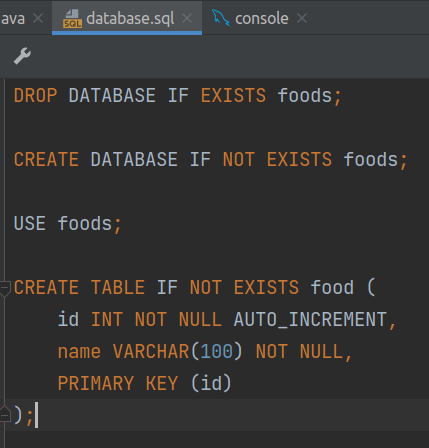 ava database.sql console
SQL
DROP DATABASE IF EXISTS foods;
CREATE DATABASE IF NOT EXISTS foods;
USE foods;
CREATE TABLE IF NOT EXISTS food (
id INT NOT NULL AUTO_INCREMENT,
name VARCHAR(100) NOT NULL,
PRIMARY KEY (id)
);